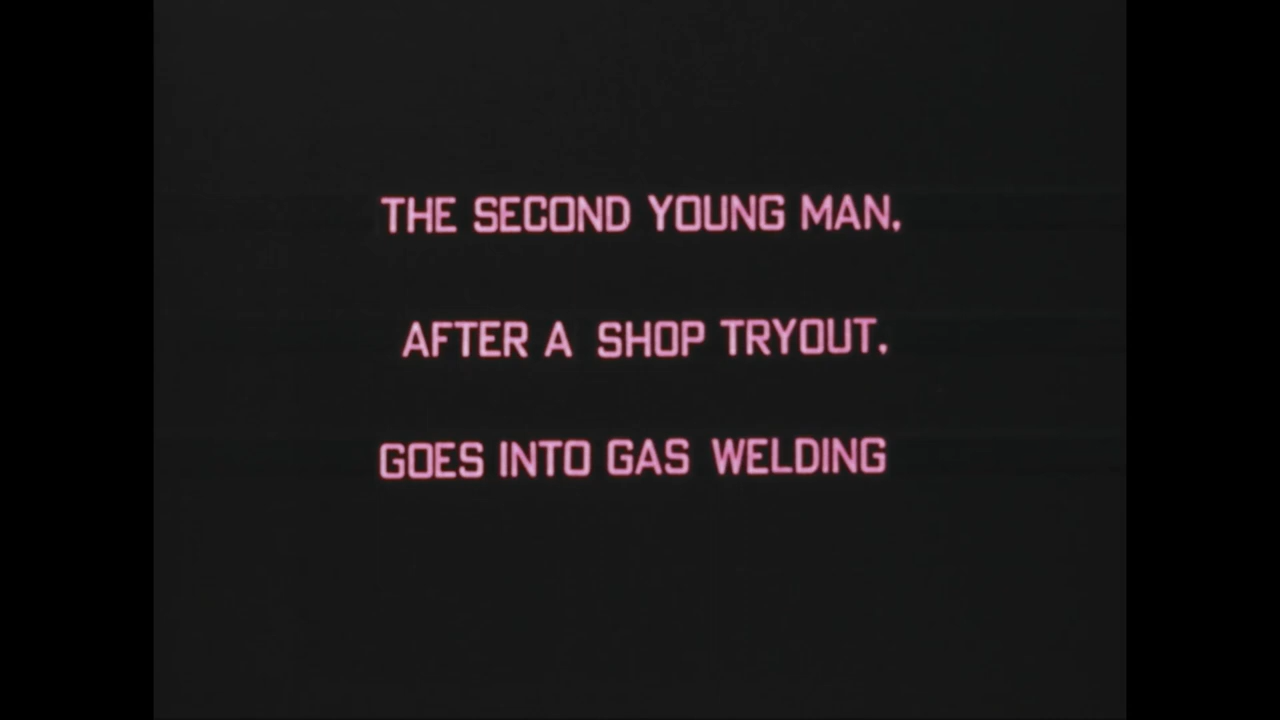 THE SECOND YOUNG MAN,
AFTER A SHOP TRYOUT,
GOES INTO GAS WELDING